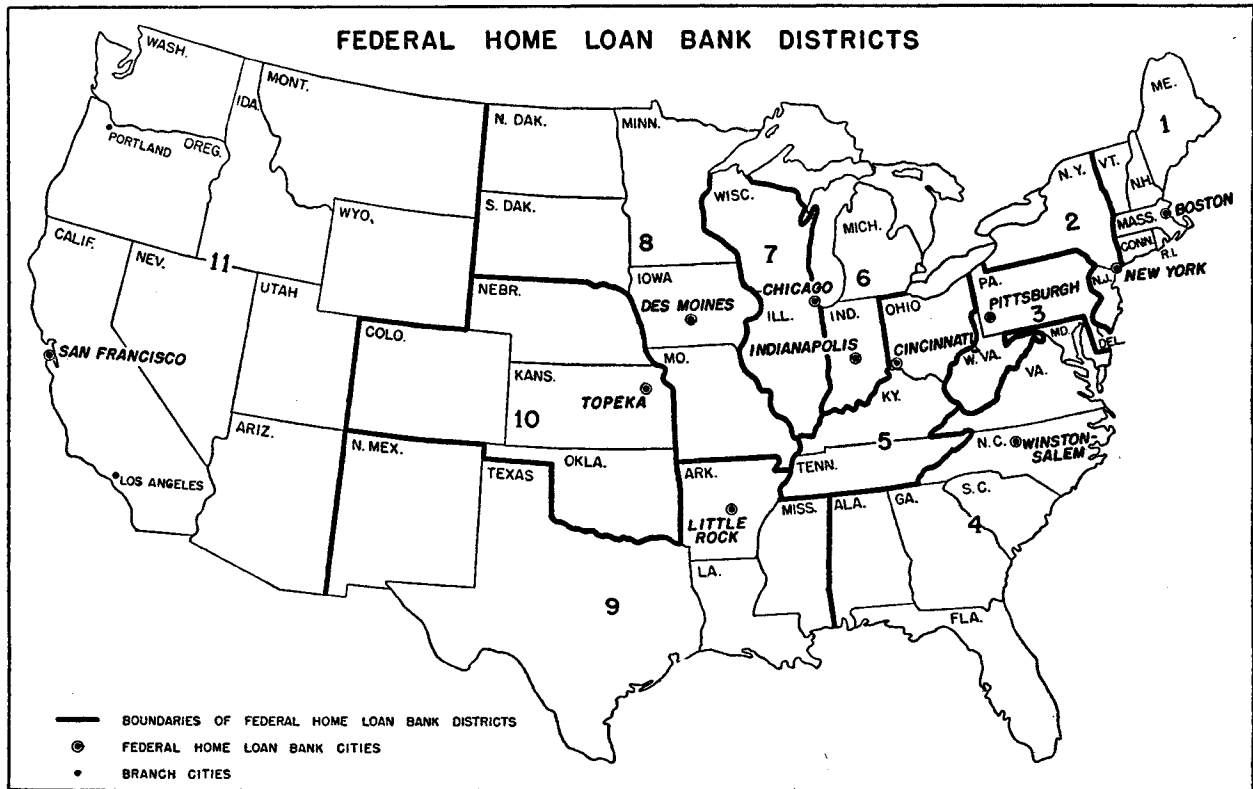 FEDERAL HOME LOAN BANK DISTRICTS
WASH.
MONT.
IDA.
N. DAK.
MINN.
ME.
1
PORTLAND
OREG.
WISC.
N.Y.
VT.
N.H.
WYO.
S. DAK.
MICH.
2
MASS.
BOSTON
CALIF.
NEV.
11
8
7
6
CONN.
R.I.
UTAH
NEBR.
IOWA
CHICAGO
OHIO
PA.
N.J.
NEW YORK
DES MOINES
ILL.
IND.
PITTSBURGH
3
COLO.
INDIANAPOLIS
CINCINNATI
MD.
DEL.
SAN FRANCISCO
MO.
W. VA.
VA.
KANS.
TOPEKA
KY.
10
ARIZ.
N. MEX.
5
N.C.
WINSTON-
SALEM
TEXAS
OKLA.
ARK.
TENN.
LOS ANGELES
S.C.
MISS.
ALA.
GA.
LITTLE
ROCK
4
LA.
9
FLA.
BOUNDARIES OF FEDERAL HOME LOAN BANK DISTRICTS
FEDERAL HOME LOAN BANK CITIES
BRANCH CITIES